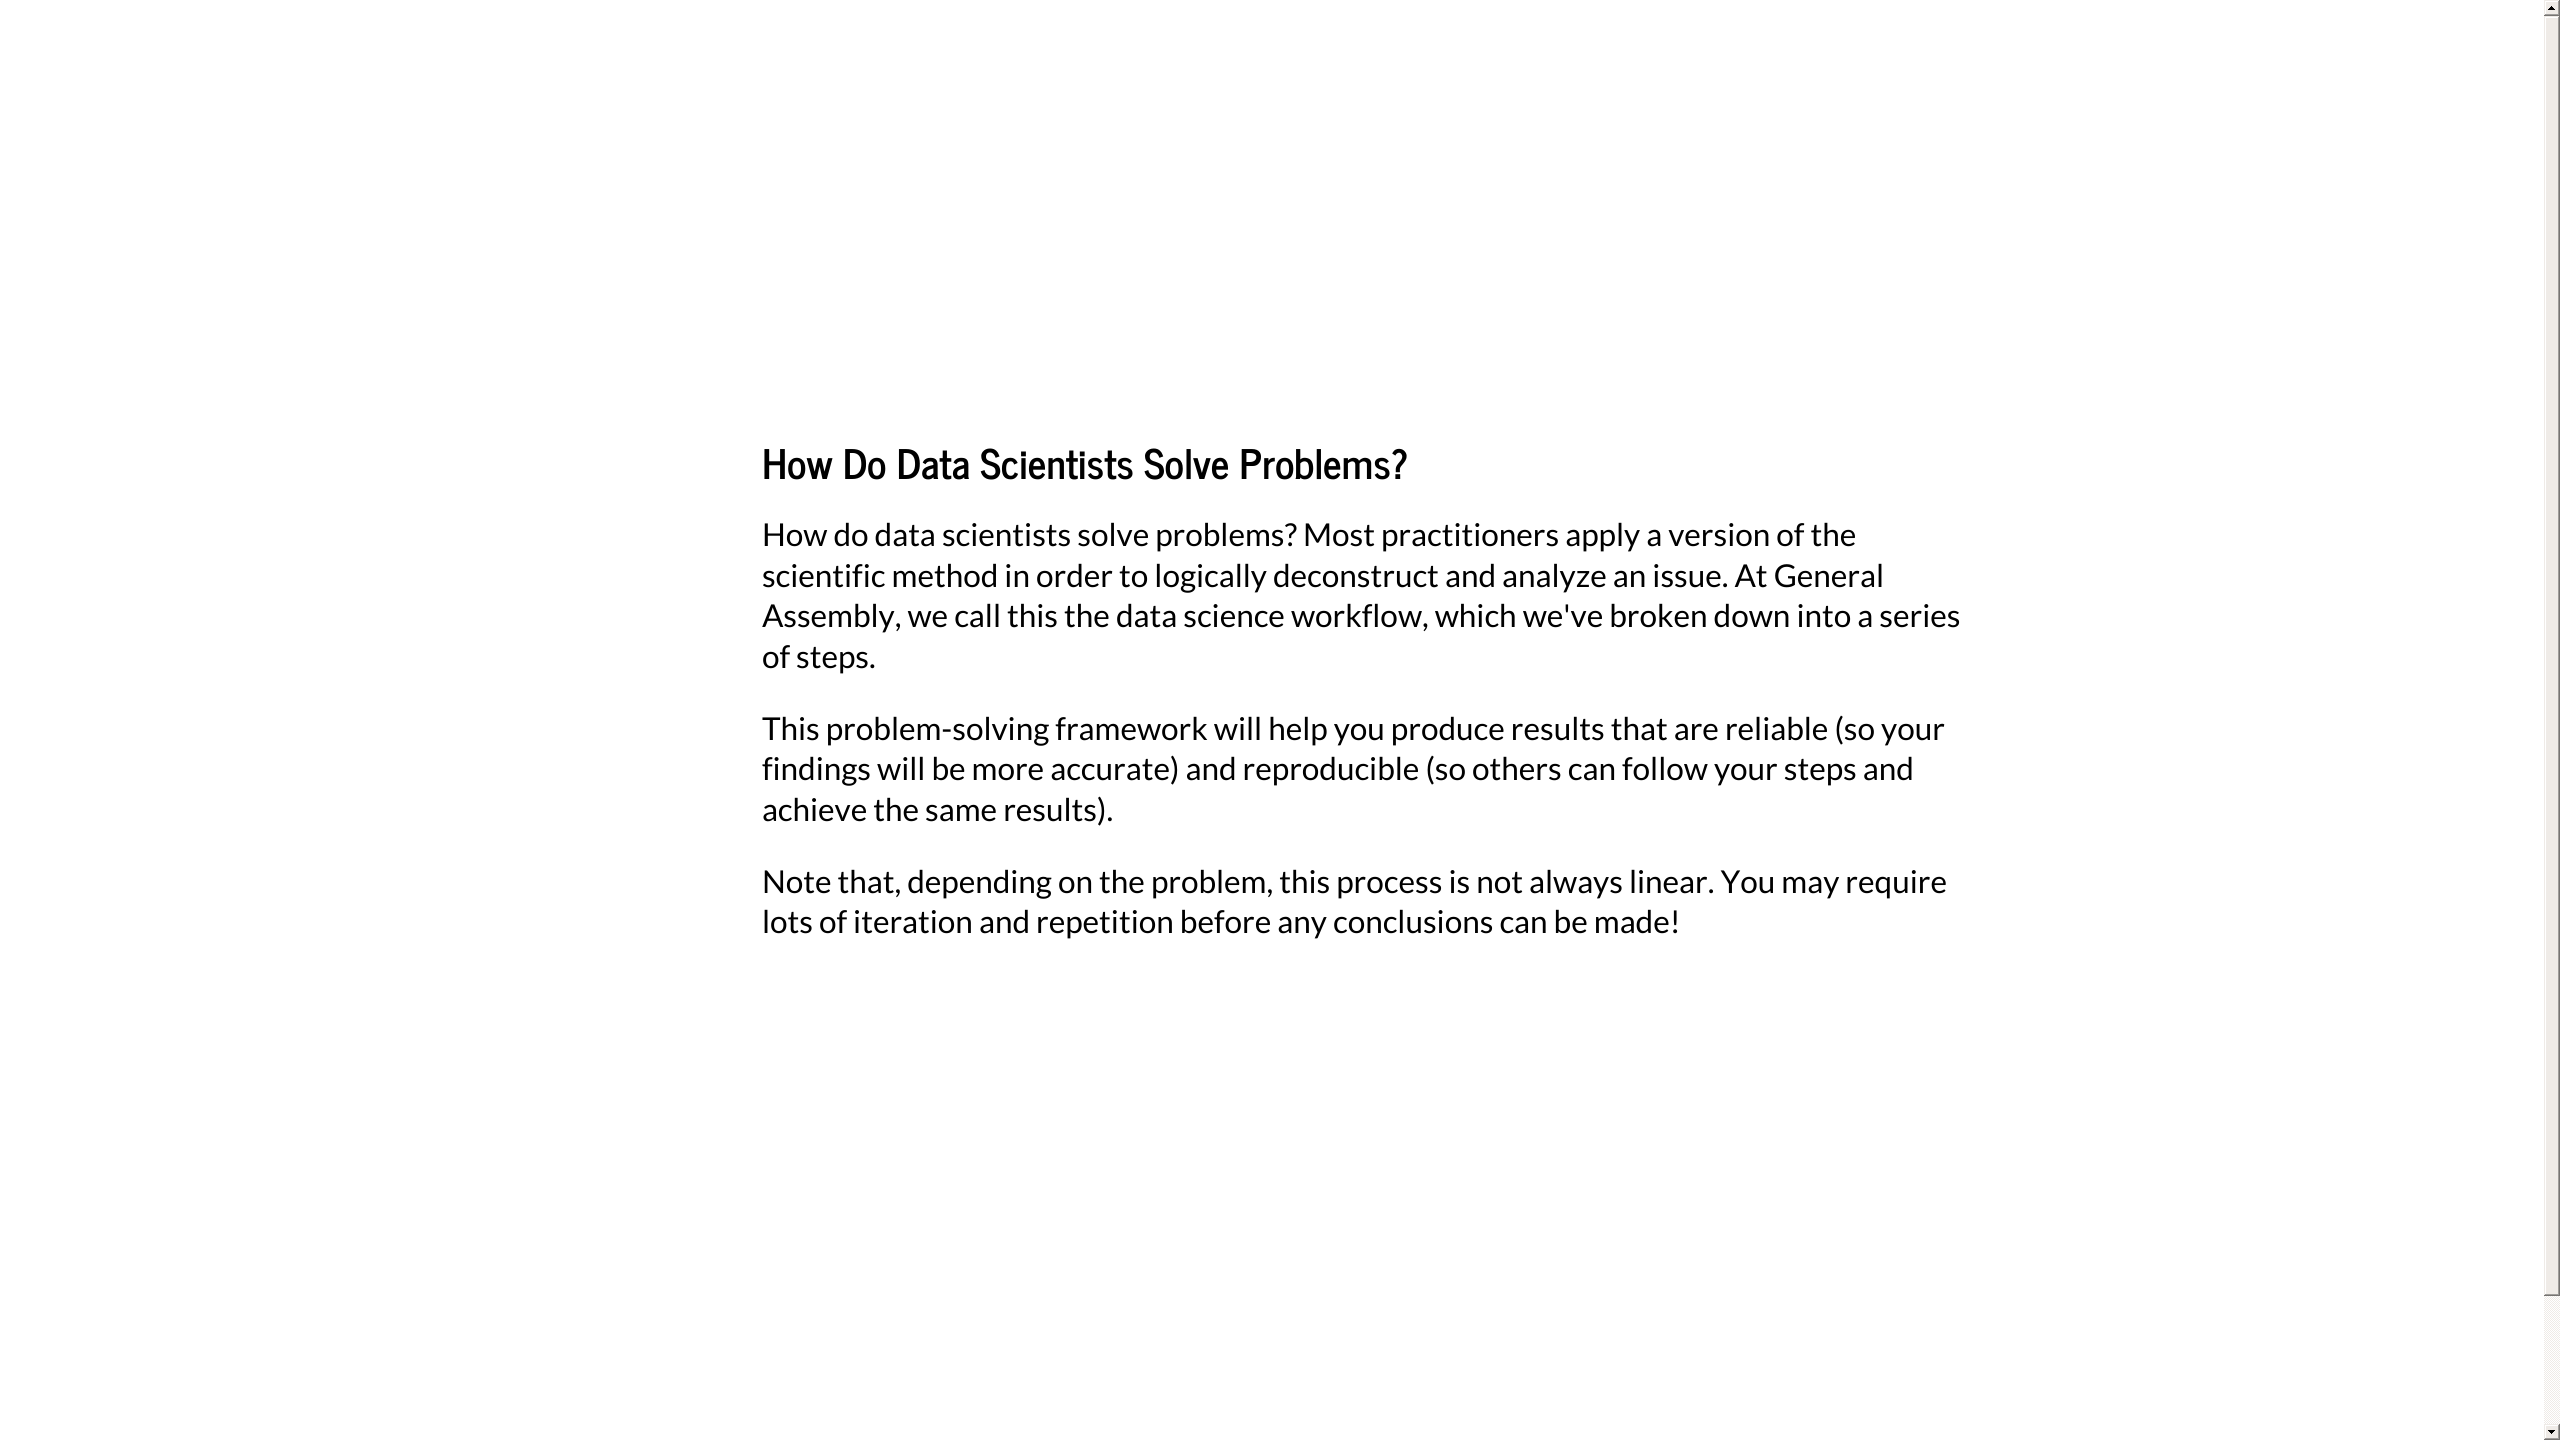 How Do Data Scientists Solve Problems?
How do data scientists solve problems? Most practitioners apply a version of the
scientific method in order to logically deconstruct and analyze an issue. At General
Assembly, we call this the data science workflow, which we've broken down into a series
of steps.
This problem-solving framework will help you produce results that are reliable (so your
findings will be more accurate) and reproducible (so others can follow your steps and
achieve the same results).
Note that, depending on the problem, this process is not always linear. You may require
lots of iteration and repetition before any conclusions can be made!